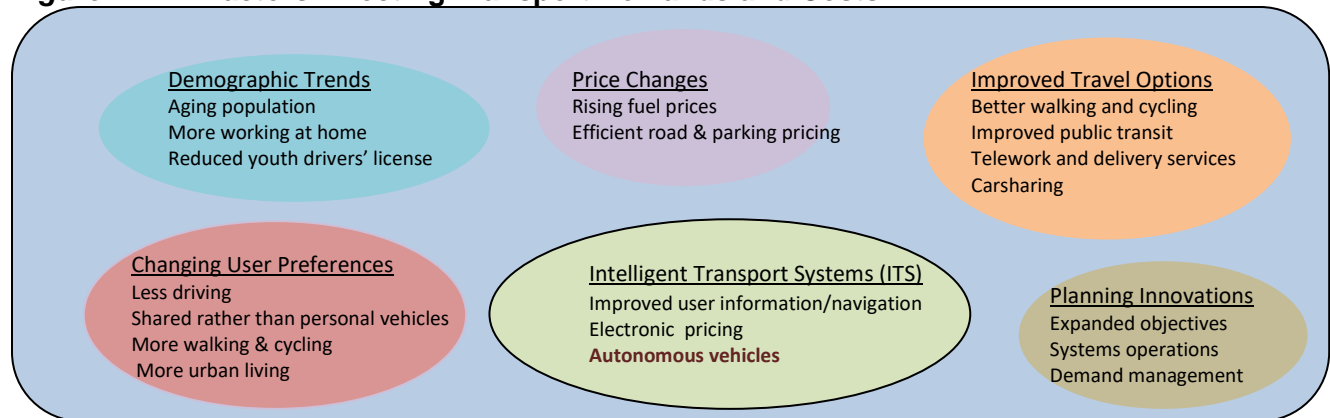 Demographic Trends
Aging population
More working at home
Reduced youth drivers’ license
Price Changes
Rising fuel prices
Efficient road & parking pricing
Improved Travel Options
Better walking and cycling
Improved public transit
Telework and delivery services
Carsharing
Changing User Preferences
Less driving
Shared rather than personal vehicles
More walking & cycling
More urban living
Intelligent Transport Systems (ITS)
Improved user information/navigation
Electronic pricing
Autonomous vehicles
Planning Innovations
Expanded objectives
Systems operations
Demand management